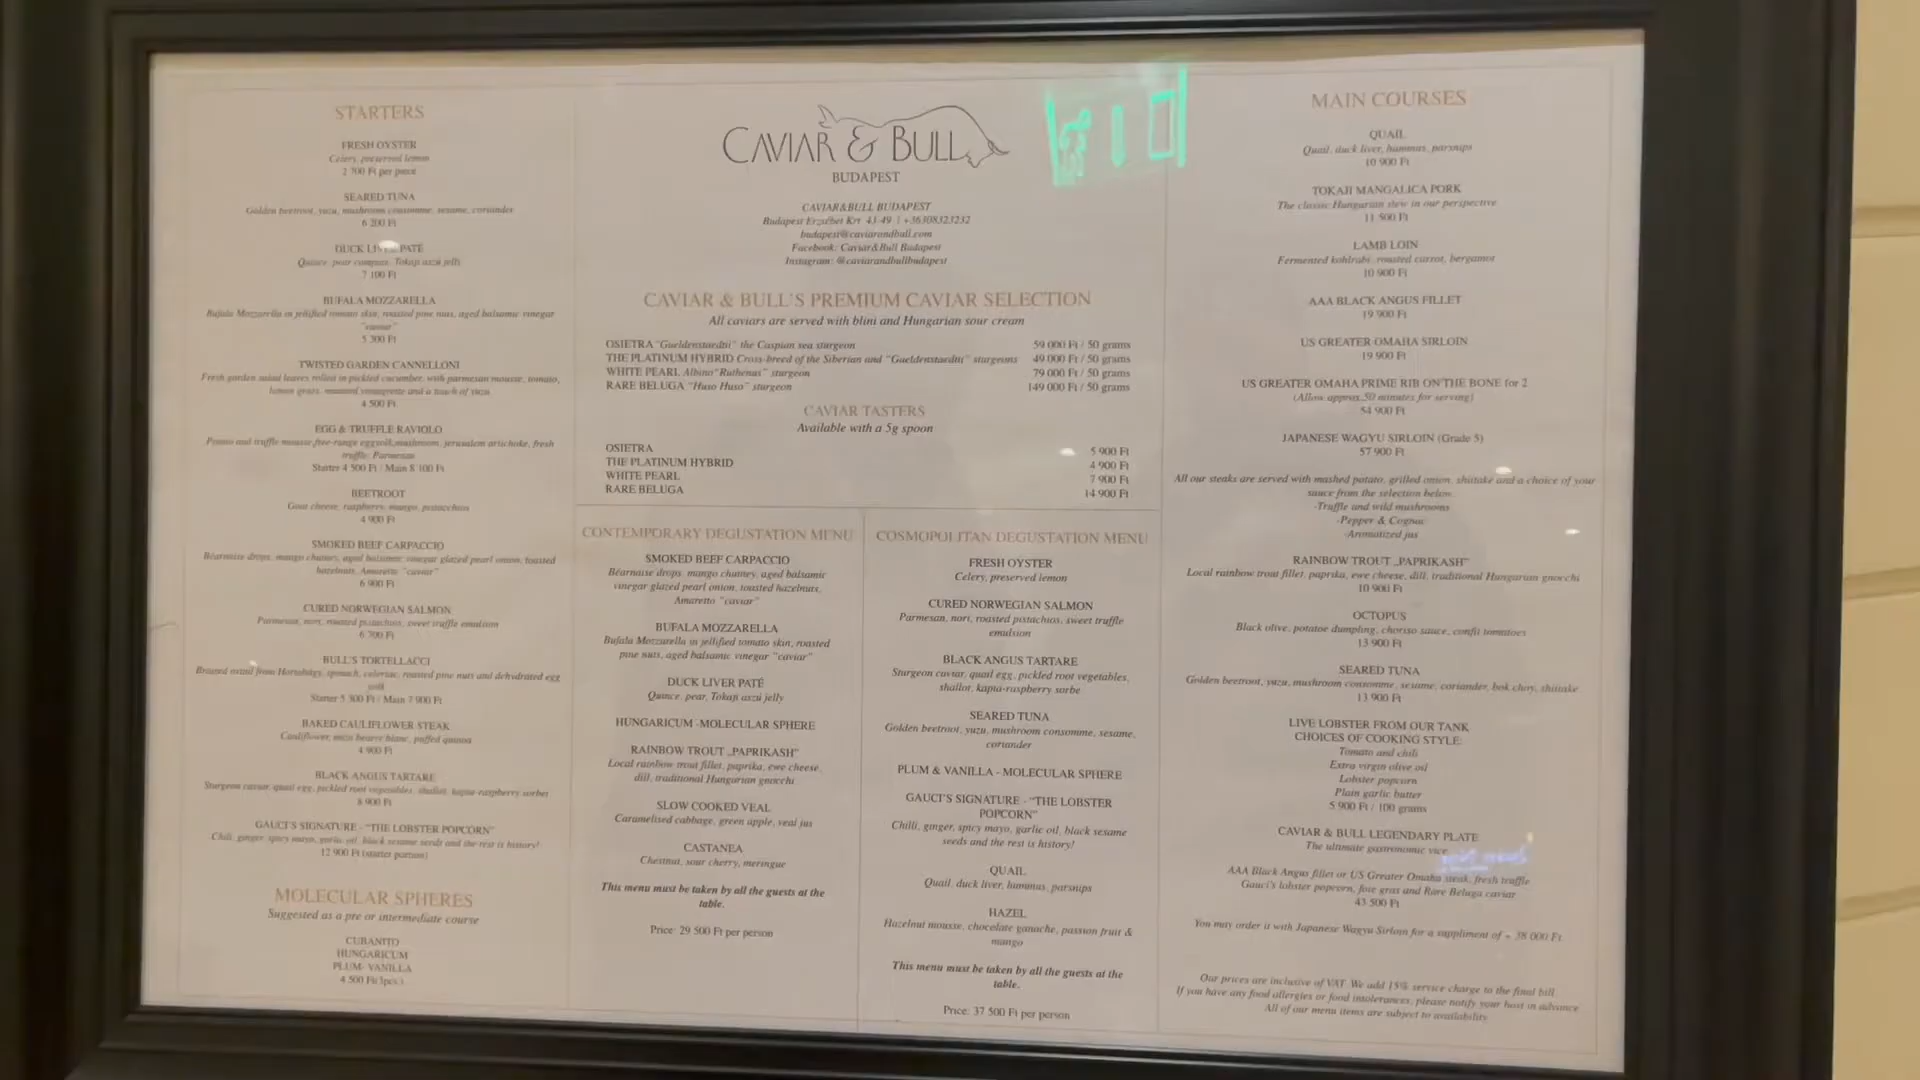 STARTERS
FRESH OYSTER
Celery, preserved lemon
2 700 Ft per piece
SEARED TUNA
Golden beetroot, yuzu, mushroom consomme, sesame, coriander
6 200 Ft
DUCK LIVER PATÉ
Quince, pear compass, Tokaji aszú jelly
7 100 Ft
BUFALA MOZZARELLA
Bufala Mozzarella in jellified tomato skin, roasted pine nuts, aged balsamic vinegar
"caviar"
5 300 Ft
TWISTED GARDEN CANNELLONI
Fresh garden salad leaves rolled in pickled cucumber, with parmesan mousse, tomato,
lemon grass, mustard vinaigrette and a touch of yuzu
4 500 Ft
EGG & TRUFFLE RAVIOLO
Potato and truffle mousse, free-range eggyolk, mushroom, jerusalem artichoke, fresh
truffle, Parmesan
Starter 4 500 Ft / Main 8 100 Ft
BEETROOT
Goat cheese, raspberry, mango, pistacchios
4 900 Ft
SMOKED BEEF CARPACCIO
Béarnaise drops, mango chutney, aged balsamic vinegar glazed pearl onion, toasted
hazelnuts, Amaretto "caviar"
6 900 Ft
CURED NORWEGIAN SALMON
Parmesan, nori, roasted pistachios, sweet truffle emulsion
6 700 Ft
BULL'S TORTELLACCI
Braised oxtail from Hortobágy, spinach, celeriac, roasted pine nuts and dehydrated egg
yolk
Starter 5 300 Ft / Main 7 900 Ft
BAKED CAULIFLOWER STEAK
Cauliflower, miso beurre blanc, puffed quinoa
4 900 Ft
BLACK ANGUS TARTARE
Sturgeon caviar, quail egg, pickled root vegetables, shallot, kapia-raspberry sorbet
8 900 Ft
GAUCI'S SIGNATURE - "THE LOBSTER POPCORN"
Chili, ginger, spicy mayo, garlic oil, black sesame seeds and the rest is history!
12 900 Ft (starter portion)
MOLECULAR SPHERES
Suggested as a pre or intermediate course
CUBANITO
HUNGARICUM
PLUM- VANILLA
4 500 Ft(3pcs.)
CAVIAR & BULL
BUDAPEST
CAVIAR&BULL BUDAPEST
Budapest Erzsébet Krt. 43-49. | +36308323232
budapest@caviarandbull.com
Facebook: Caviar&Bull Budapest
Instagram: @caviarandbullbudapest
CAVIAR & BULL'S PREMIUM CAVIAR SELECTION
All caviars are served with blini and Hungarian sour cream
OSIETRA "Gueldenstaedtii" the Caspian sea sturgeon 59 000 Ft / 50 grams
THE PLATINUM HYBRID Cross-breed of the Siberian and "Gueldenstaedtii" sturgeons 49 000 Ft / 50 grams
WHITE PEARL Albino "Ruthenus" sturgeon 79 000 Ft / 50 grams
RARE BELUGA "Huso Huso" sturgeon 149 000 Ft / 50 grams
CAVIAR TASTERS
Available with a 5g spoon
OSIETRA 5 900 Ft
THE PLATINUM HYBRID 4 900 Ft
WHITE PEARL 7 900 Ft
RARE BELUGA 14 900 Ft
CONTEMPORARY DEGUSTATION MENU
SMOKED BEEF CARPACCIO
Béarnaise drops, mango chutney, aged balsamic
vinegar glazed pearl onion, toasted hazelnuts,
Amaretto "caviar"
BUFALA MOZZARELLA
Bufala Mozzarella in jellified tomato skin, roasted
pine nuts, aged balsamic vinegar "caviar"
DUCK LIVER PATÉ
Quince, pear, Tokaji aszú jelly
HUNGARICUM -MOLECULAR SPHERE
RAINBOW TROUT „PAPRIKASH"
Local rainbow trout fillet, paprika, ewe cheese,
dill, traditional Hungarian gnocchi
SLOW COOKED VEAL
Caramelised cabbage, green apple, veal jus
CASTANEA
Chestnut, sour cherry, meringue
This menu must be taken by all the guests at the
table.
Price: 29 500 Ft per person
COSMOPOLITAN DEGUSTATION MENU
FRESH OYSTER
Celery, preserved lemon
CURED NORWEGIAN SALMON
Parmesan, nori, roasted pistachios, sweet truffle
emulsion
BLACK ANGUS TARTARE
Sturgeon caviar, quail egg, pickled root vegetables,
shallot, kapia-raspberry sorbe
SEARED TUNA
Golden beetroot, yuzu, mushroom consomme, sesame,
coriander
PLUM & VANILLA - MOLECULAR SPHERE
GAUCI'S SIGNATURE - "THE LOBSTER
POPCORN"
Chilli, ginger, spicy mayo, garlic oil, black sesame
seeds and the rest is history!
QUAIL
Quail, duck liver, hummus, parsnips
HAZEL
Hazelnut mousse, chocolate ganache, passion fruit &
mango
This menu must be taken by all the guests at the
table.
Price: 37 500 Ft per person
MAIN COURSES
QUAIL
Quail, duck liver, hummus, parsnips
10 900 Ft
TOKAJI MANGALICA PORK
The classic Hungarian stew in our perspective
11 500 Ft
LAMB LOIN
Fermented kohlrabi, roasted carrot, bergamot
10 900 Ft
AAA BLACK ANGUS FILLET
19 900 Ft
US GREATER OMAHA SIRLOIN
19 900 Ft
US GREATER OMAHA PRIME RIB ON THE BONE for 2
(Allow approx.50 minutes for serving)
54 900 Ft
JAPANESE WAGYU SIRLOIN (Grade 5)
57 900 Ft
All our steaks are served with mashed potato, grilled onion, shiitake and a choice of your
sauce from the selection below.
-Truffle and wild mushrooms
-Pepper & Cognac
-Aromatized jus
RAINBOW TROUT „PAPRIKASH"
Local rainbow trout fillet, paprika, ewe cheese, dill, traditional Hungarian gnocchi
10 900 Ft
OCTOPUS
Black olive, potatoe dumpling, choriso sauce, confit tomatoes
13 900 Ft
SEARED TUNA
Golden beetroot, yuzu, mushroom consomme, sesame, coriander, bok choy, shiitake
13 900 Ft
LIVE LOBSTER FROM OUR TANK
CHOICES OF COOKING STYLE:
Tomato and chili
Extra virgin olive oil
Lobster popcorn
Plain garlic butter
5 900 Ft / 100 grams
CAVIAR & BULL LEGENDARY PLATE
The ultimate gastronomic vice
AAA Black Angus fillet or US Greater Omaha steak, fresh truffle
Gauci's lobster popcorn, foie gras and Rare Beluga caviar
43 500 Ft
You may order it with Japanese Wagyu Sirloin for a suppliment of + 38 000 Ft
Our prices are inclusive of VAT. We add 15% service charge to the final bill.
If you have any food allergies or food intolerances, please notify your host in advance
All of our menu items are subject to availability